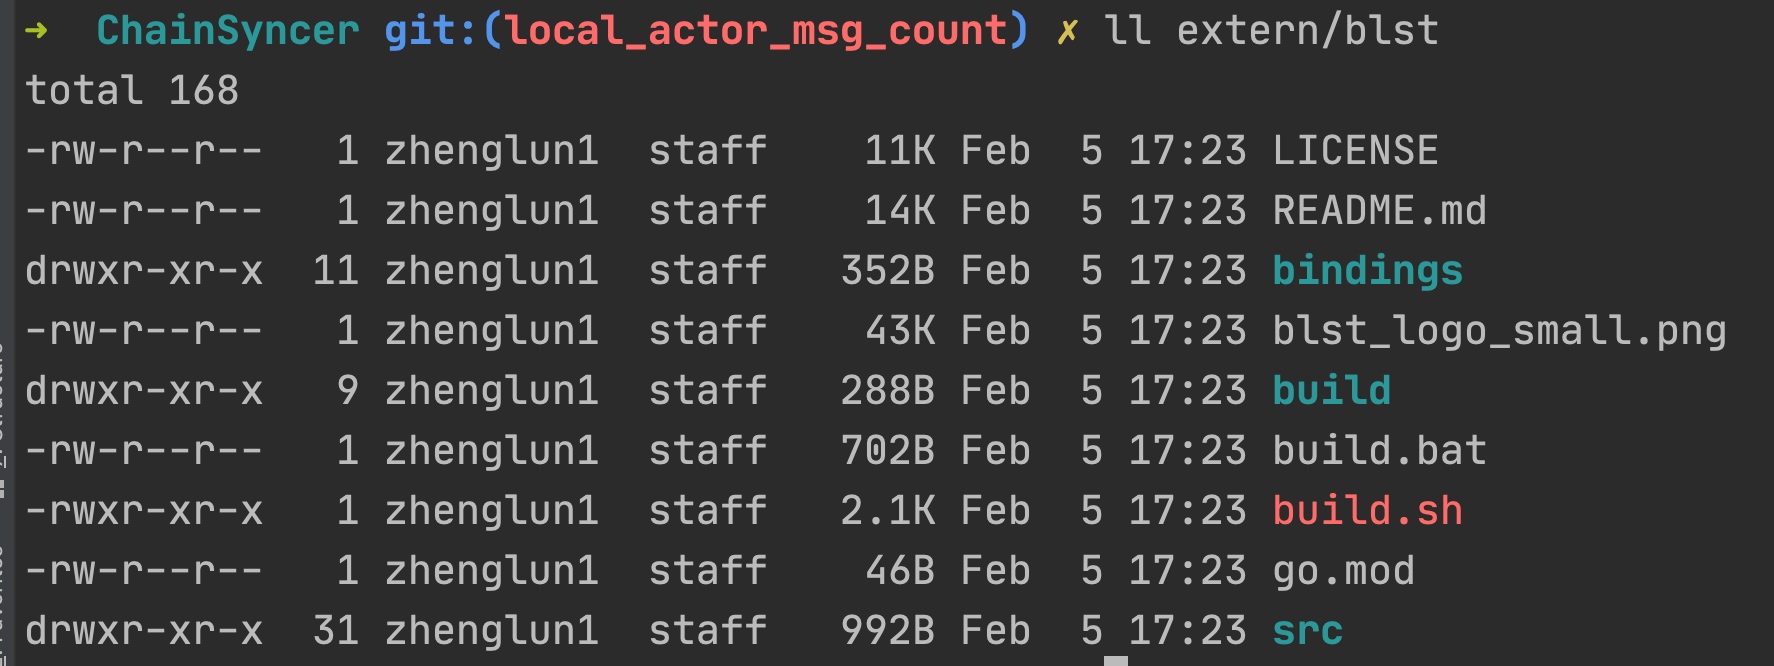 ➜  ChainSyncer git:(local_actor_msg_count) ✗ ll extern/blst
total 168
-rw-r--r--   1 zhenglun1  staff    11K Feb  5 17:23 LICENSE
-rw-r--r--   1 zhenglun1  staff    14K Feb  5 17:23 README.md
drwxr-xr-x  11 zhenglun1  staff   352B Feb  5 17:23 bindings
-rw-r--r--   1 zhenglun1  staff    43K Feb  5 17:23 blst_logo_small.png
drwxr-xr-x   9 zhenglun1  staff   288B Feb  5 17:23 build
-rw-r--r--   1 zhenglun1  staff   702B Feb  5 17:23 build.bat
-rwxr-xr-x   1 zhenglun1  staff   2.1K Feb  5 17:23 build.sh
-rw-r--r--   1 zhenglun1  staff    46B Feb  5 17:23 go.mod
drwxr-xr-x  31 zhenglun1  staff   992B Feb  5 17:23 src